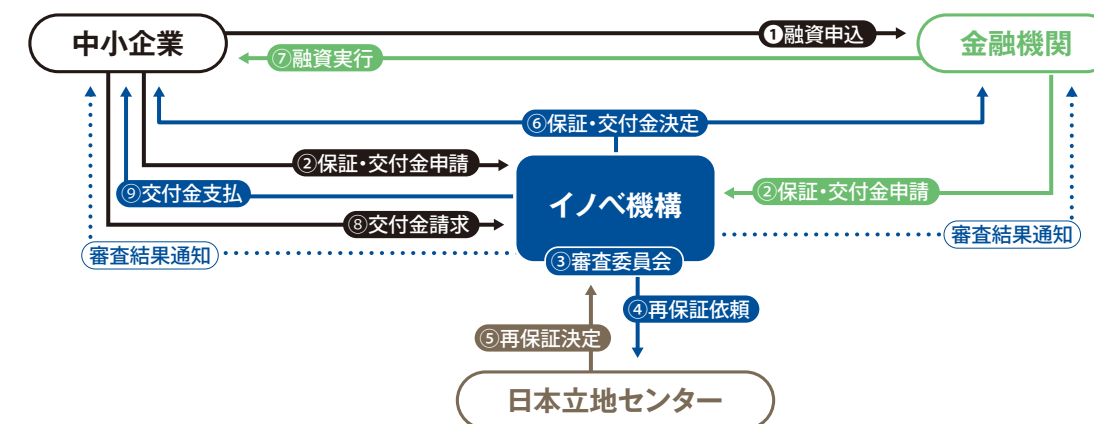 中小企業
❶融資申込
金融機関
⑦融資実行
⑥保証・交付金決定
②保証・交付金申請
⑨交付金支払
イノベ機構
②保証・交付金申請
⑧交付金請求
審査結果通知
審査結果通知
③審査委員会
④再保証依頼
⑤再保証決定
日本立地センター